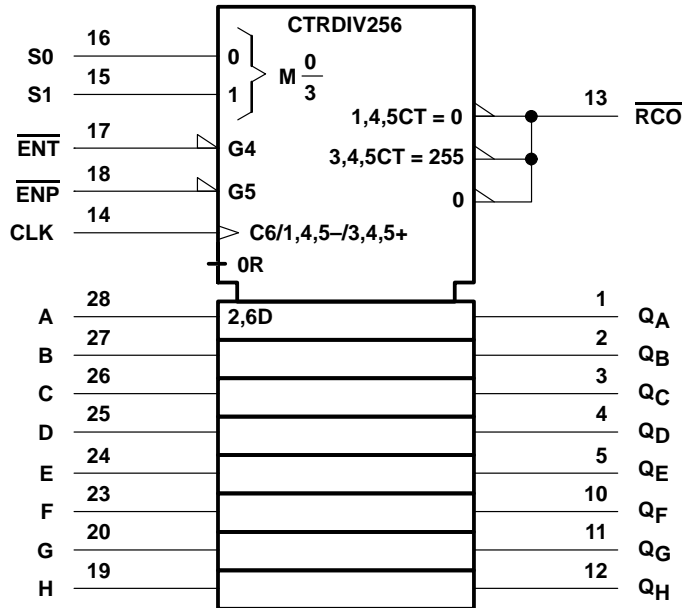 CTRDIV256
16
S0
0
15
S1
1
M 0/3
1,4,5CT = 0
13
R̅C̅O̅
17
E̅N̅T̅
G4
3,4,5CT = 255
18
E̅N̅P̅
G5
0
14
CLK
C6/1,4,5–/3,4,5+
0R
28
A
2,6D
1
QA
27
B
2
QB
26
C
3
QC
25
D
4
QD
24
E
5
QE
23
F
10
QF
20
G
11
QG
19
H
12
QH